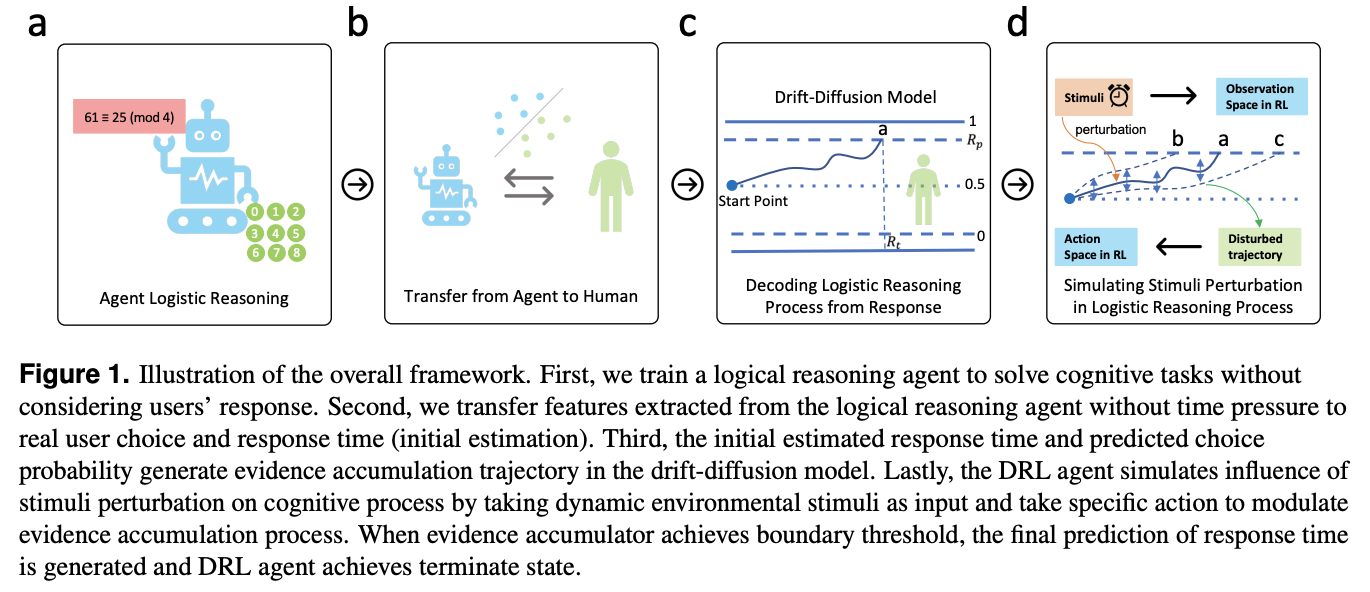 a
b
c
d
61 ≡ 25 (mod 4)
0 1 2
3 4 5
6 7 8
Agent Logistic Reasoning
Transfer from Agent to Human
Drift-Diffusion Model
1
a
Rp
0.5
Start Point
0
Rt
Decoding Logistic Reasoning
Process from Response
Stimuli
Observation
Space in RL
perturbation
b a c
Action
Space in RL
Disturbed
trajectory
Simulating Stimuli Perturbation
in Logistic Reasoning Process
Figure 1. Illustration of the overall framework. First, we train a logical reasoning agent to solve cognitive tasks without
considering users’ response. Second, we transfer features extracted from the logical reasoning agent without time pressure to
real user choice and response time (initial estimation). Third, the initial estimated response time and predicted choice
probability generate evidence accumulation trajectory in the drift-diffusion model. Lastly, the DRL agent simulates influence of
stimuli perturbation on cognitive process by taking dynamic environmental stimuli as input and take specific action to modulate
evidence accumulation process. When evidence accumulator achieves boundary threshold, the final prediction of response time
is generated and DRL agent achieves terminate state.